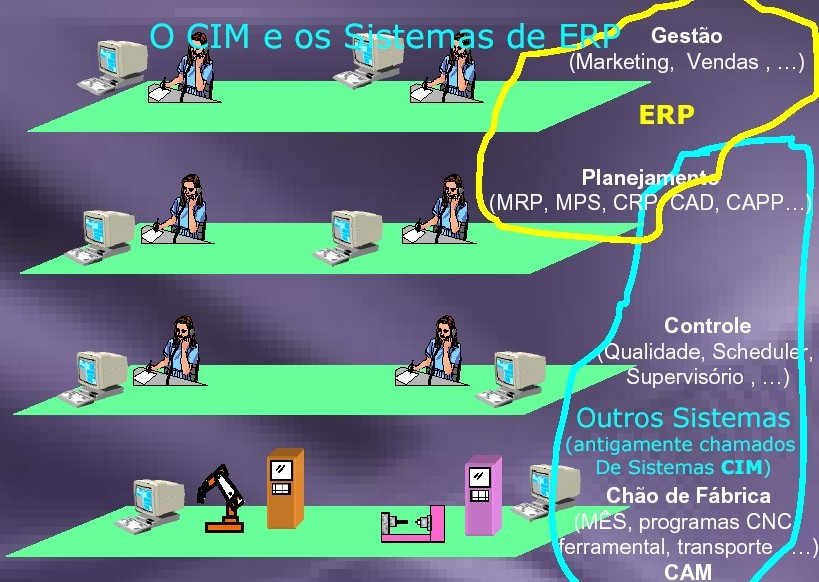 O CIM e os Sistemas de ERP
Gestão
(Marketing,  Vendas , …)
ERP
Planejamento
(MRP, MPS, CRP, CAD, CAPP…)
Controle
(Qualidade, Scheduler,
Supervisório , …)
Outros Sistemas
(antigamente chamados
De Sistemas CIM)
Chão de Fábrica
(MÊS, programas CNC,
ferramental, transporte , …)
CAM